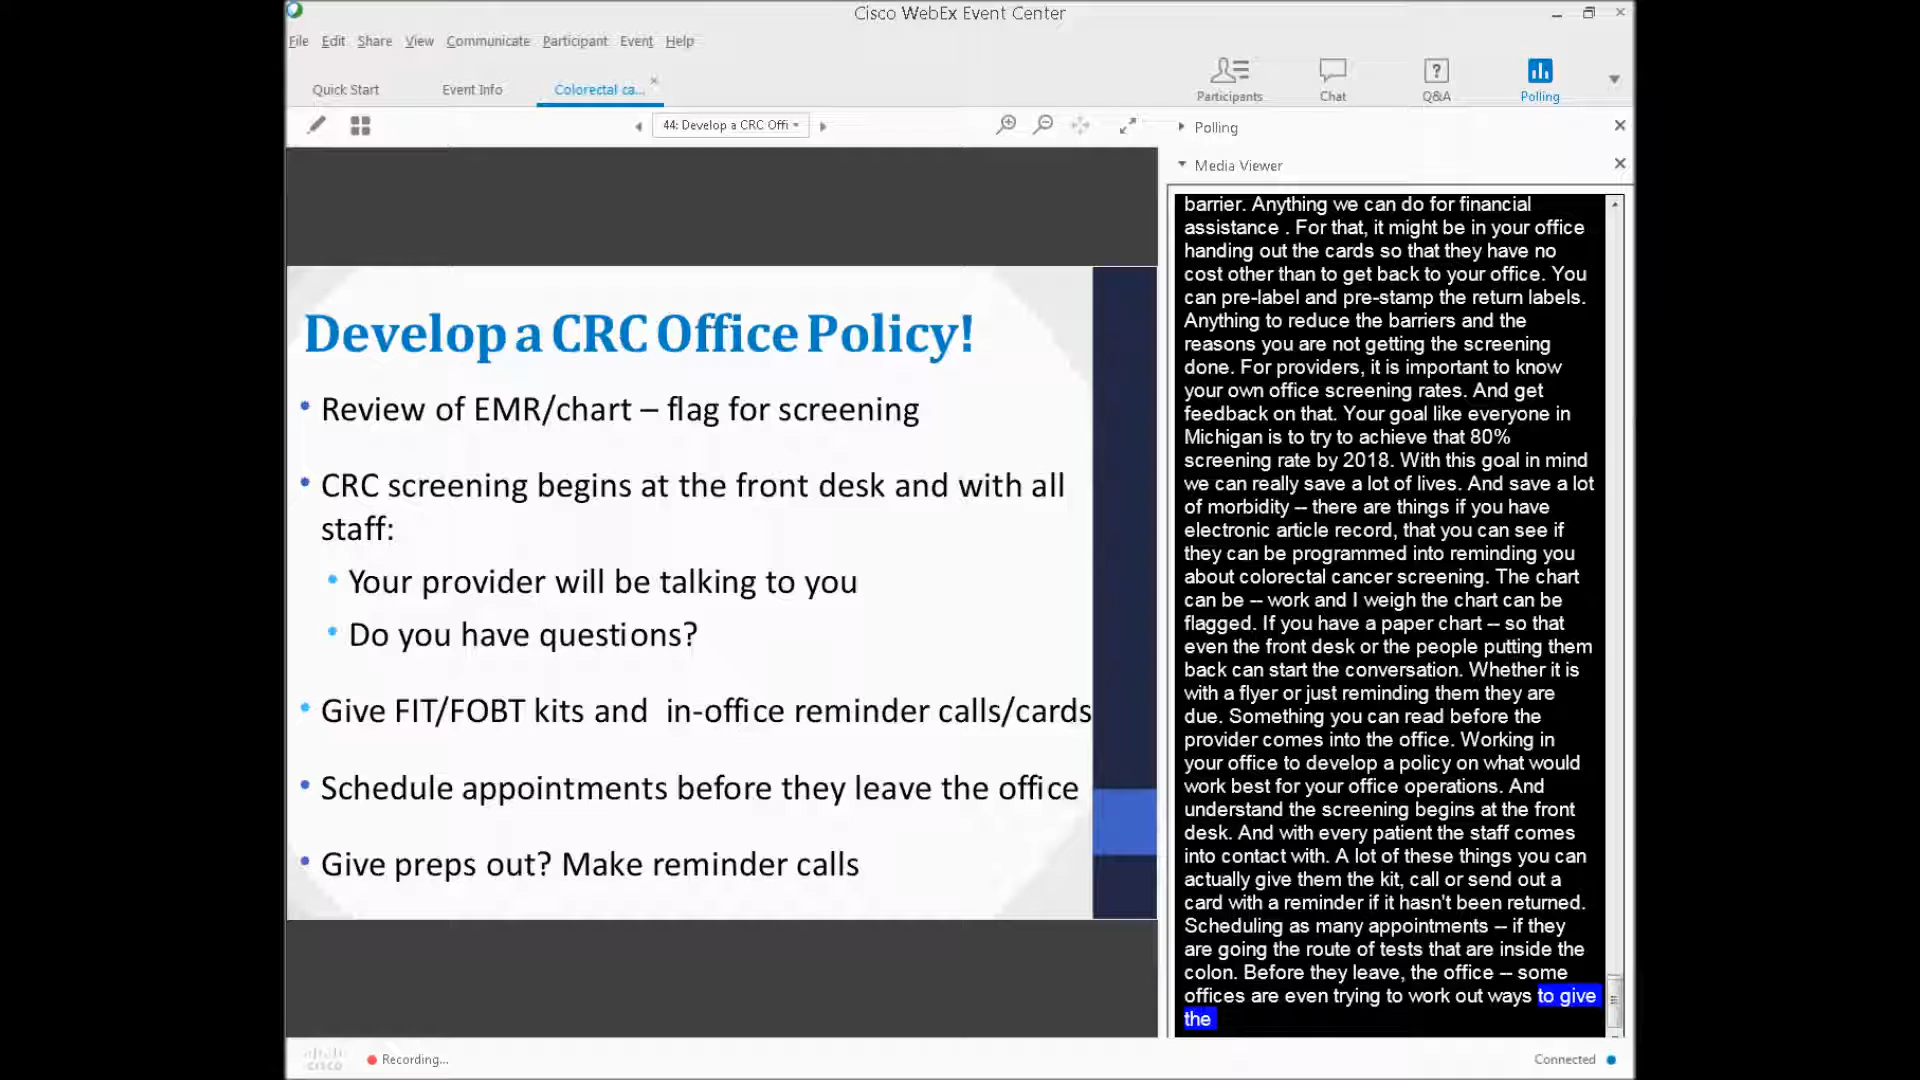 Cisco WebEx Event Center
File Edit Share View Communicate Participant Event Help
Quick Start Event Info Colorectal ca...
Participants Chat Q&A Polling
44: Develop a CRC Offi
Polling
Media Viewer
Develop a CRC Office Policy!
• Review of EMR/chart – flag for screening
• CRC screening begins at the front desk and with all
staff:
• Your provider will be talking to you
• Do you have questions?
• Give FIT/FOBT kits and in-office reminder calls/cards
• Schedule appointments before they leave the office
• Give preps out? Make reminder calls
barrier. Anything we can do for financial
assistance . For that, it might be in your office
handing out the cards so that they have no
cost other than to get back to your office. You
can pre-label and pre-stamp the return labels.
Anything to reduce the barriers and the
reasons you are not getting the screening
done. For providers, it is important to know
your own office screening rates. And get
feedback on that. Your goal like everyone in
Michigan is to try to achieve that 80%
screening rate by 2018. With this goal in mind
we can really save a lot of lives. And save a lot
of morbidity -- there are things if you have
electronic article record, that you can see if
they can be programmed into reminding you
about colorectal cancer screening. The chart
can be -- work and I weigh the chart can be
flagged. If you have a paper chart -- so that
even the front desk or the people putting them
back can start the conversation. Whether it is
with a flyer or just reminding them they are
due. Something you can read before the
provider comes into the office. Working in
your office to develop a policy on what would
work best for your office operations. And
understand the screening begins at the front
desk. And with every patient the staff comes
into contact with. A lot of these things you can
actually give them the kit, call or send out a
card with a reminder if it hasn't been returned.
Scheduling as many appointments -- if they
are going the route of tests that are inside the
colon. Before they leave, the office -- some
offices are even trying to work out ways to give
the
cisco Recording...
Connected